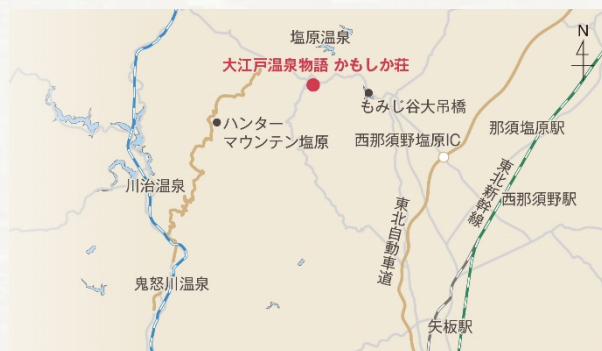 N
塩原温泉
大江戸温泉物語 かもしか荘
もみじ谷大吊橋
ハンター
マウンテン塩原
西那須野塩原IC
那須塩原駅
東北新幹線
西那須野駅
川治温泉
東北自動車道
鬼怒川温泉
矢板駅